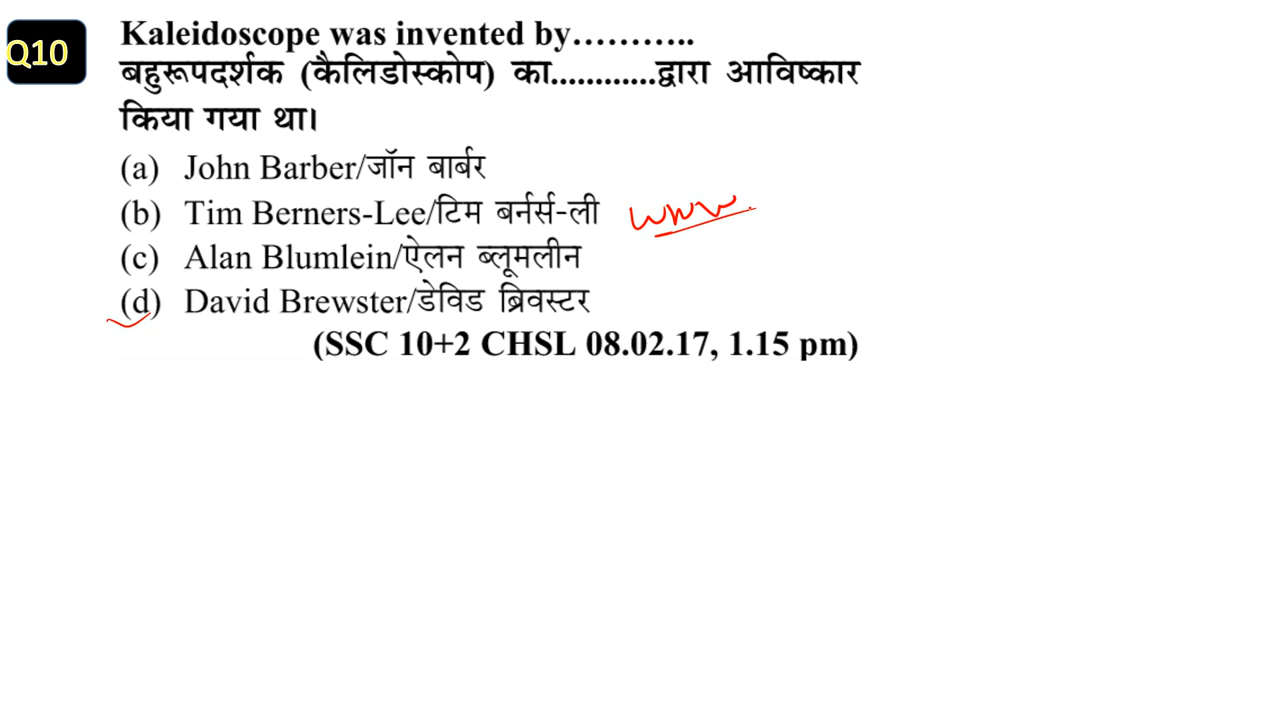 Q10
Kaleidoscope was invented by………..
बहुरूपदर्शक (कैलिडोस्कोप) का............द्वारा आविष्कार
किया गया था।
(a) John Barber/जॉन बार्बर
(b) Tim Berners-Lee/टिम बर्नर्स-ली www.
(c) Alan Blumlein/ऐलन ब्लूमलीन
(d) David Brewster/डेविड ब्रिवस्टर
(SSC 10+2 CHSL 08.02.17, 1.15 pm)